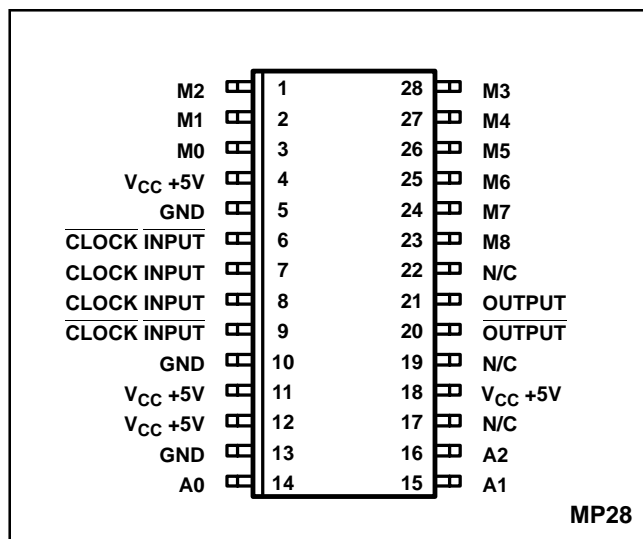 M2 1 28 M3
M1 2 27 M4
M0 3 26 M5
VCC +5V 4 25 M6
GND 5 24 M7
CLOCK INPUT 6 23 M8
CLOCK INPUT 7 22 N/C
CLOCK INPUT 8 21 OUTPUT
CLOCK INPUT 9 20 OUTPUT
GND 10 19 N/C
VCC +5V 11 18 VCC +5V
VCC +5V 12 17 N/C
GND 13 16 A2
A0 14 15 A1
MP28